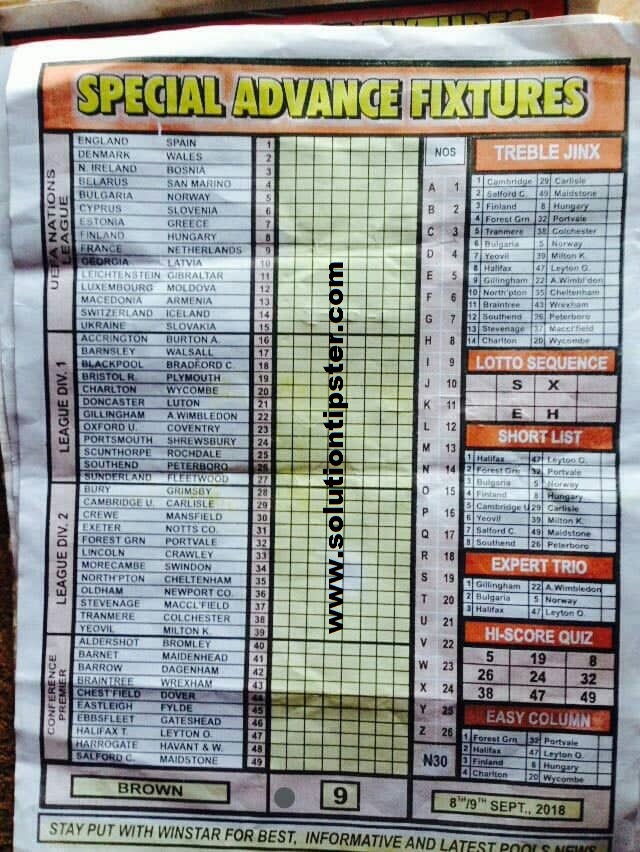 SPECIAL ADVANCE FIXTURES
UEFA NATIONS LEAGUE
ENGLAND SPAIN 1
DENMARK WALES 2
N. IRELAND BOSNIA 3
BELARUS SAN MARINO 4
BULGARIA NORWAY 5
CYPRUS SLOVENIA 6
ESTONIA GREECE 7
FINLAND HUNGARY 8
FRANCE NETHERLANDS 9
GEORGIA LATVIA 10
LIECHTENSTEIN GIBRALTAR 11
LUXEMBOURG MOLDOVA 12
MACEDONIA ARMENIA 13
SWITZERLAND ICELAND 14
UKRAINE SLOVAKIA 15
LEAGUE DIV. 1
ACCRINGTON BURTON A. 16
BARNSLEY WALSALL 17
BLACKPOOL BRADFORD C. 18
BRISTOL R. PLYMOUTH 19
CHARLTON WYCOMBE 20
DONCASTER LUTON 21
GILLINGHAM A.WIMBLEDON 22
OXFORD U. COVENTRY 23
PORTSMOUTH SHREWSBURY 24
SCUNTHORPE ROCHDALE 25
SOUTHEND PETERBORO 26
SUNDERLAND FLEETWOOD 27
LEAGUE DIV. 2
BURY GRIMSBY 28
CAMBRIDGE U. CARLISLE 29
CREWE MANSFIELD 30
EXETER NOTTS C. 31
FOREST GRN PORTVALE 32
LINCOLN CRAWLEY 33
MORECAMBE SWINDON 34
NORTH'PTON CHELTENHAM 35
OLDHAM NEWPORT CO. 36
STEVENAGE MACCL'FIELD 37
TRANMERE COLCHESTER 38
YEOVIL MILTON K. 39
CONFERENCE PREMIER
ALDERSHOT BROMLEY 40
BARNET MAIDENHEAD 41
BARROW DAGENHAM 42
BRAINTREE WREXHAM 43
CHEST'FIELD DOVER 44
EASTLEIGH FYLDE 45
EBBSFLEET GATESHEAD 46
HALIFAX T. LEYTON O. 47
HARROGATE HAVANT & W. 48
SALFORD C. MAIDSTONE 49
www.solutiontipster.com
NOS
A 1
B 2
C 3
D 4
E 5
F 6
G 7
H 8
I 9
J 10
K 11
L 12
M 13
N 14
O 15
P 16
Q 17
R 18
S 19
T 20
U 21
V 22
W 23
X 24
Y 25
Z 26
N30
TREBLE JINX
1 Cambridge 29 Carlisle
2 Salford C. 49 Maidstone
3 Finland 8 Hungary
4 Forest Grn 32 Portvale
5 Tranmere 38 Colchester
6 Bulgaria 5 Norway
7 Yeovil 39 Milton K.
8 Halifax 47 Leyton O.
9 Gillingham 22 A.Wimbl'don
10 North'pton 35 Cheltenham
11 Braintree 43 Wrexham
12 Southend 26 Peterboro
13 Stevenage 37 Maccl'field
14 Charlton 20 Wycombe
LOTTO SEQUENCE
S X
E H
SHORT LIST
1 Halifax 47 Leyton O.
2 Forest Grn 32 Portvale
3 Bulgaria 5 Norway
4 Finland 8 Hungary
5 Cambridge U 29 Carlisle
6 Yeovil 39 Milton K.
7 Salford C. 49 Maidstone
8 Southend 26 Peterboro
EXPERT TRIO
1 Gillingham 22 A.Wimbledon
2 Bulgaria 5 Norway
3 Halifax 47 Leyton O.
HI-SCORE QUIZ
5 19 8
26 24 32
38 47 49
EASY COLUMN
1 Forest Grn 32 Portvale
2 Halifax 47 Leyton O.
3 Finland 8 Hungary
4 Charlton 20 Wycombe
BROWN
9
8TH/9TH SEPT., 2018
STAY PUT WITH WINSTAR FOR BEST, INFORMATIVE AND LATEST POOLS NEWS